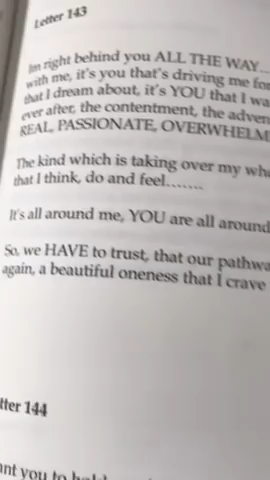 Letter 143
Im right behind you ALL THE WAY...
with me, it's you that's driving me for
that I dream about, it's YOU that I wa
ever after, the contentment, the adven
REAL, PASSIONATE, OVERWHELM
The kind which is taking over my who
that I think, do and feel.......
It's all around me, YOU are all around
So, we HAVE to trust, that our pathwa
again, a beautiful oneness that I crave
tter 144
ant you to hold